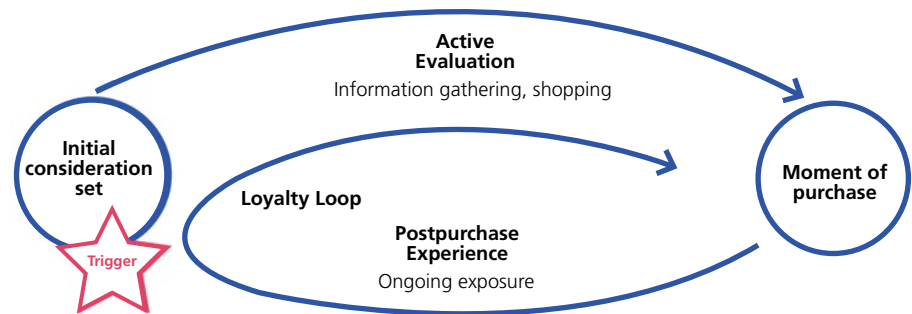 Active
Evaluation
Information gathering, shopping
Initial
consideration
set
Trigger
Loyalty Loop
Postpurchase
Experience
Ongoing exposure
Moment of
purchase